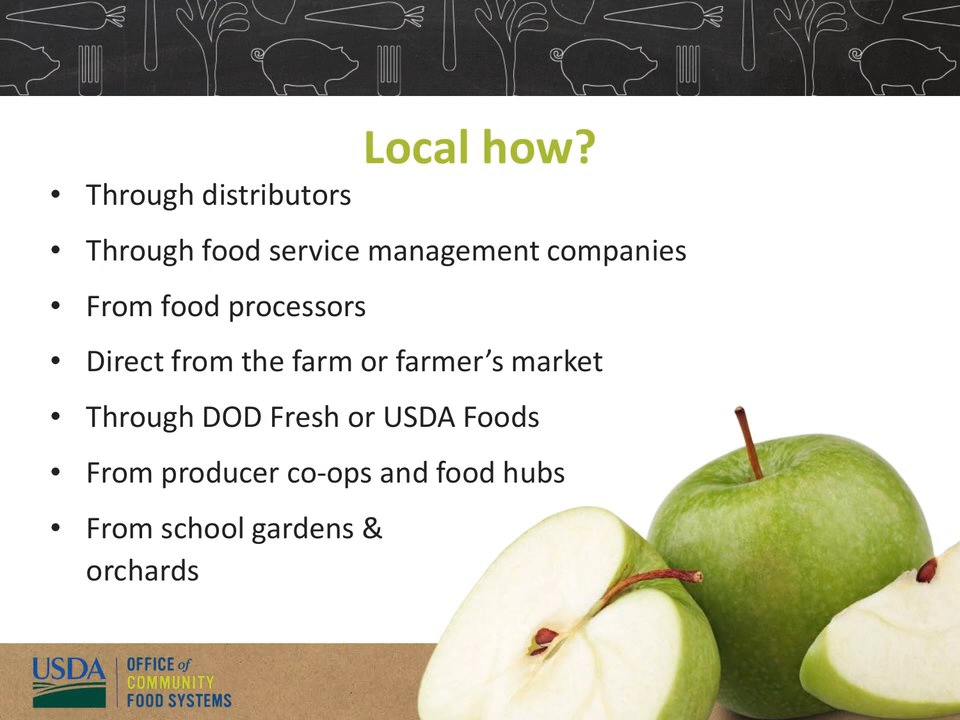 Local how?
• Through distributors
• Through food service management companies
• From food processors
• Direct from the farm or farmer’s market
• Through DOD Fresh or USDA Foods
• From producer co-ops and food hubs
• From school gardens &
orchards
USDA
OFFICE of
COMMUNITY
FOOD SYSTEMS